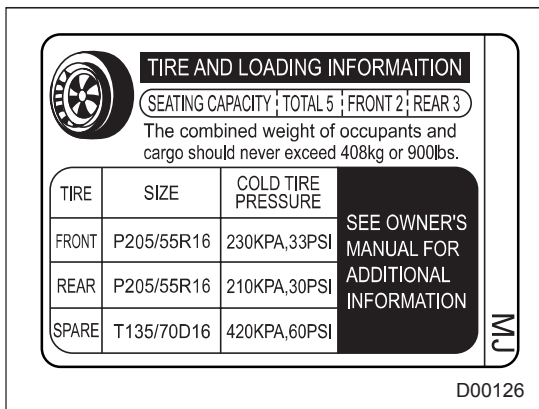 TIRE AND LOADING INFORMAITION
SEATING CAPACITY TOTAL 5 FRONT 2 REAR 3
The combined weight of occupants and
cargo should never exceed 408kg or 900lbs.
TIRE SIZE COLD TIRE PRESSURE
FRONT P205/55R16 230KPA,33PSI
REAR P205/55R16 210KPA,30PSI
SPARE T135/70D16 420KPA,60PSI
SEE OWNER'S
MANUAL FOR
ADDITIONAL
INFORMATION
MJ
D00126